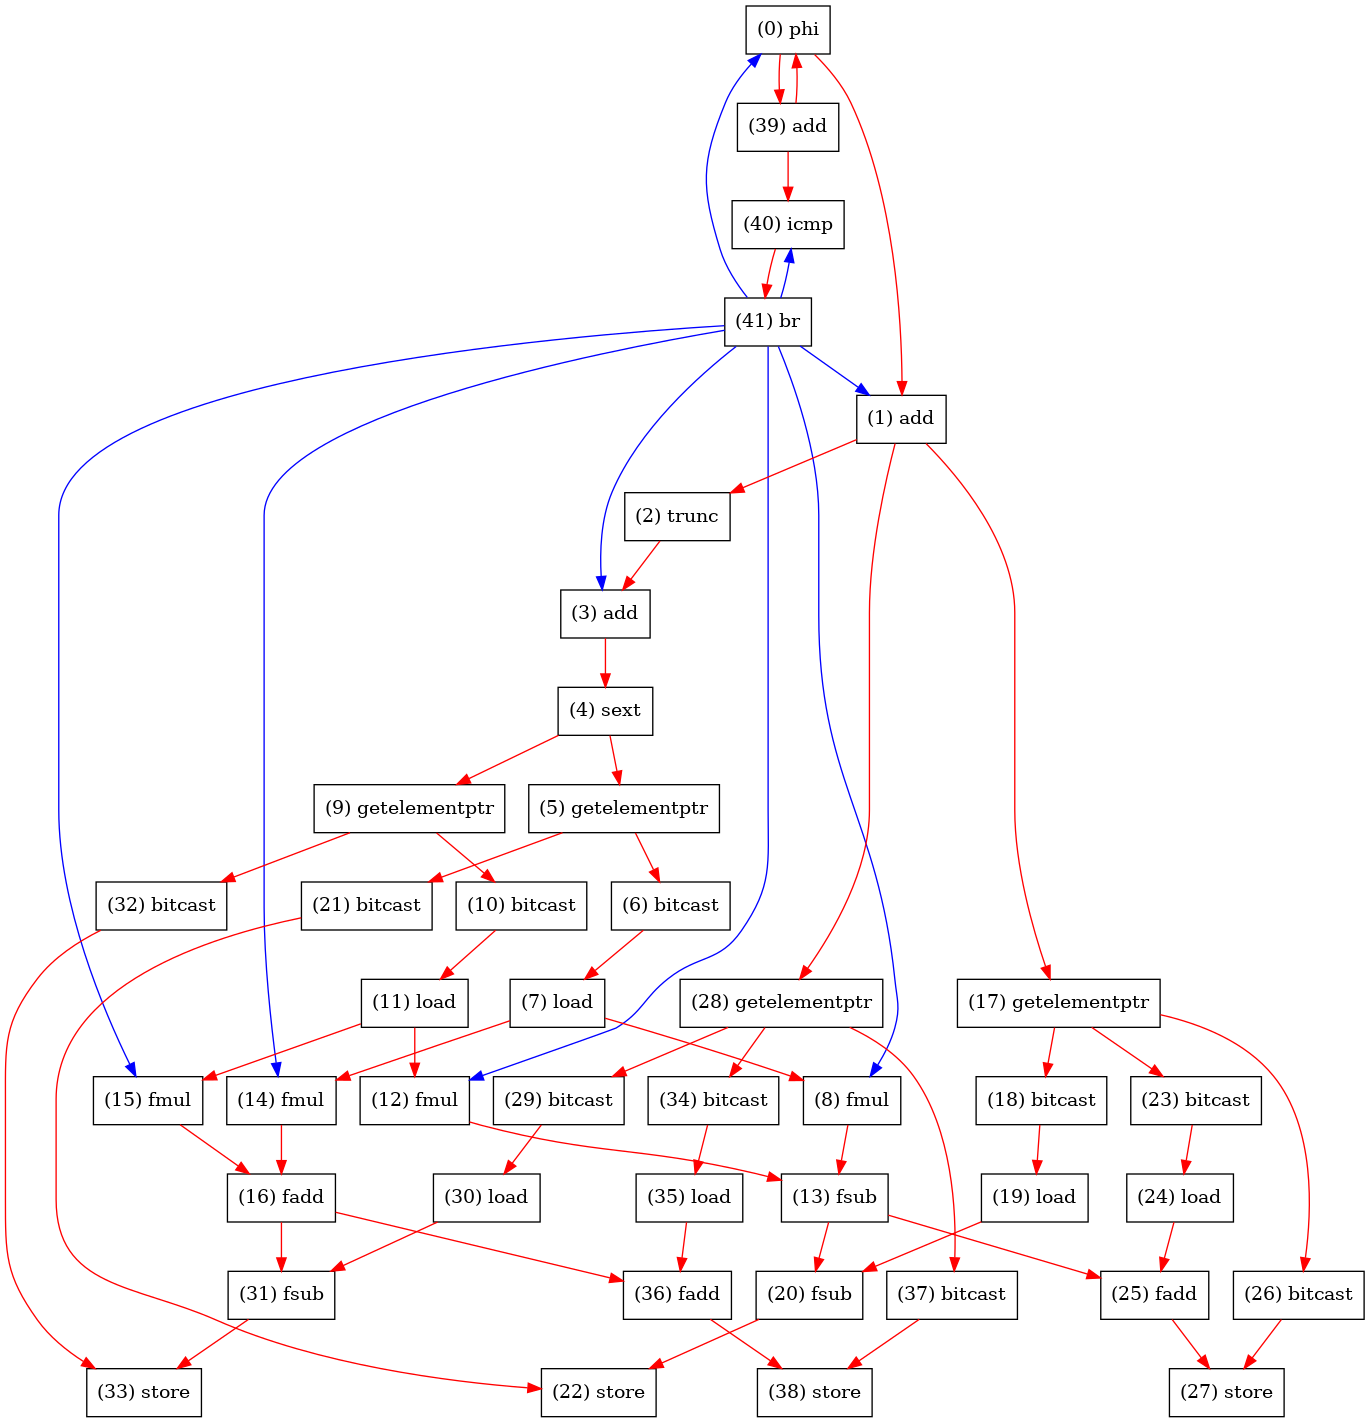 (0) phi
(39) add
(40) icmp
(41) br
(1) add
(2) trunc
(3) add
(4) sext
(9) getelementptr
(5) getelementptr
(32) bitcast
(21) bitcast
(10) bitcast
(6) bitcast
(11) load
(7) load
(28) getelementptr
(17) getelementptr
(15) fmul
(14) fmul
(12) fmul
(29) bitcast
(34) bitcast
(8) fmul
(18) bitcast
(23) bitcast
(16) fadd
(30) load
(35) load
(13) fsub
(19) load
(24) load
(31) fsub
(36) fadd
(20) fsub
(37) bitcast
(25) fadd
(26) bitcast
(33) store
(22) store
(38) store
(27) store